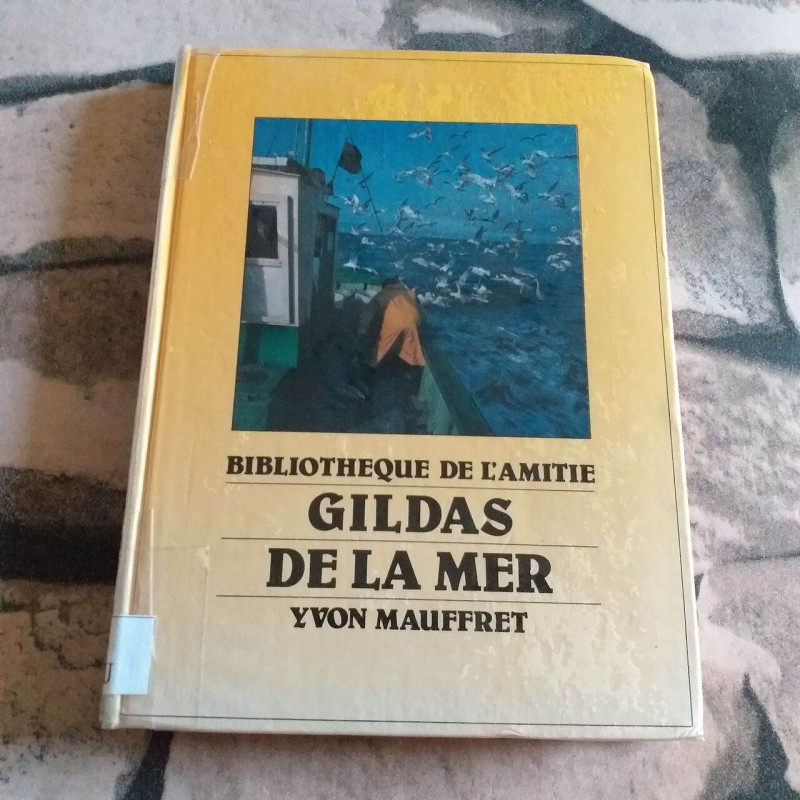 BIBLIOTHEQUE DE L'AMITIE
GILDAS
DE LA MER
YVON MAUFFRET
J